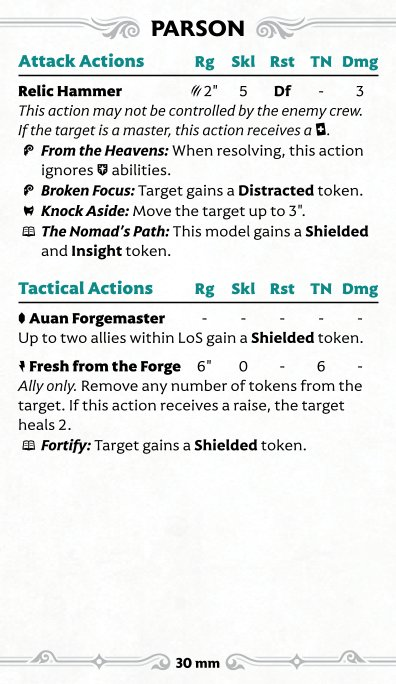 PARSON
Attack Actions Rg Skl Rst TN Dmg
Relic Hammer 2" 5 Df - 3
This action may not be controlled by the enemy crew.
If the target is a master, this action receives a .
From the Heavens: When resolving, this action
ignores abilities.
Broken Focus: Target gains a Distracted token.
Knock Aside: Move the target up to 3".
The Nomad's Path: This model gains a Shielded
and Insight token.
Tactical Actions Rg Skl Rst TN Dmg
Auan Forgemaster - - - - -
Up to two allies within LoS gain a Shielded token.
Fresh from the Forge 6" 0 - 6 -
Ally only. Remove any number of tokens from the
target. If this action receives a raise, the target
heals 2.
Fortify: Target gains a Shielded token.
30 mm